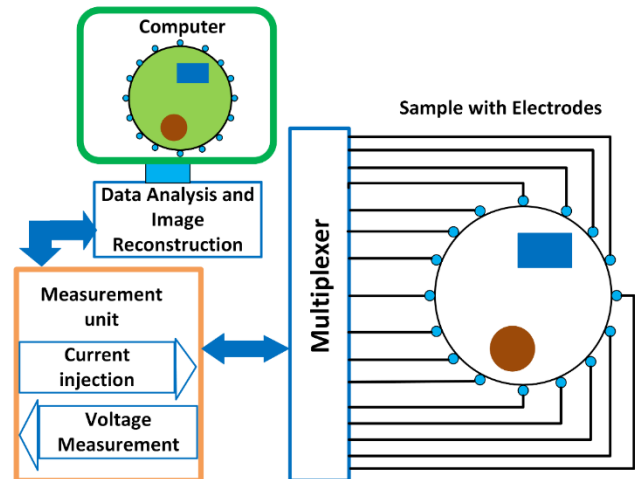 Computer
Sample with Electrodes
Data Analysis and
Image
Reconstruction
Multiplexer
Measurement
unit
Current
injection
Voltage
Measurement